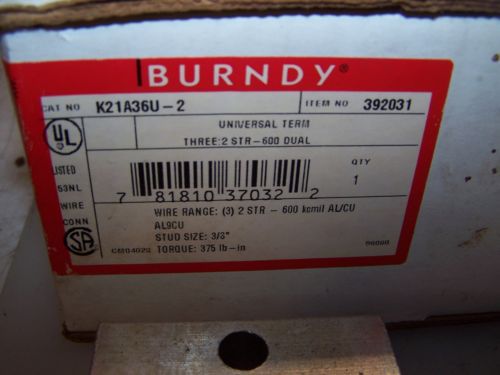 BURNDY®
CAT NO K21A36U-2 ITEM NO 392031
UL
LISTED
53NL
WIRE
CONN
UNIVERSAL TERM
THREE:2 STR-600 DUAL
QTY
1
7 81810 37032 2
WIRE RANGE: (3) 2 STR - 600 kcmil AL/CU
AL9CU
STUD SIZE: 3/8"
TORQUE: 375 lb-in